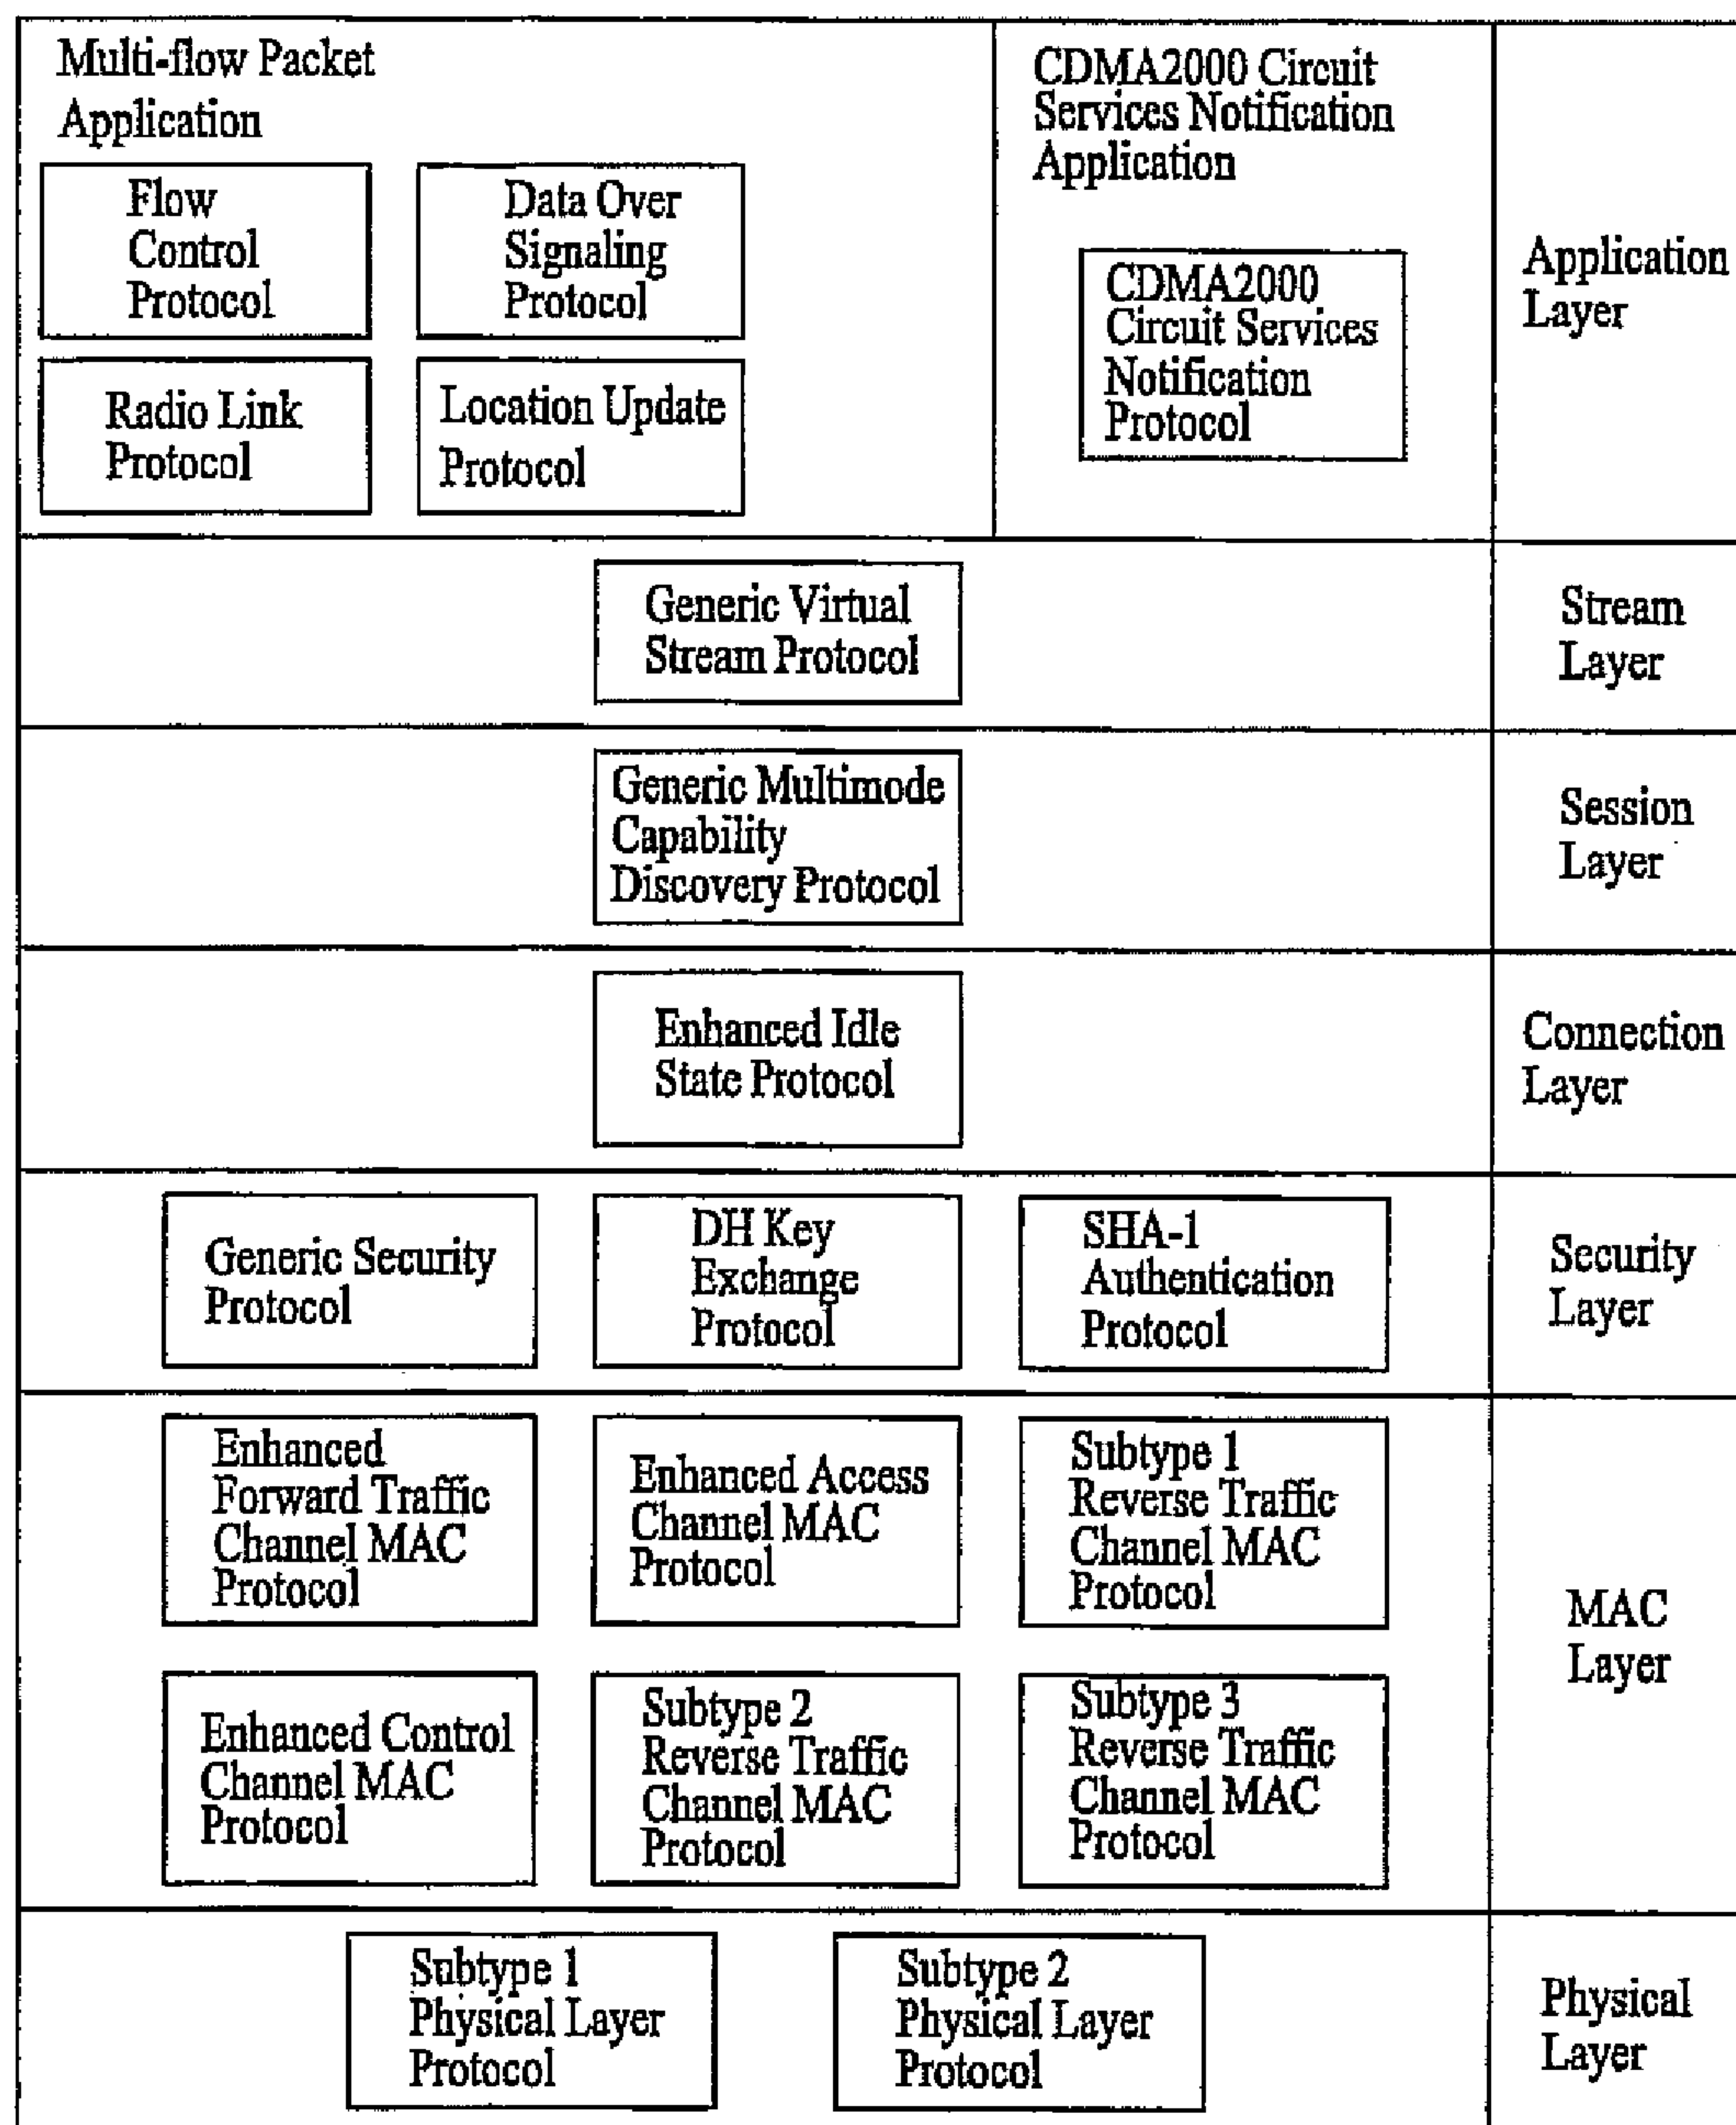 Multi-flow Packet
Application
Flow
Control
Protocol
Data Over
Signaling
Protocol
Radio Link
Protocol
Location Update
Protocol
CDMA2000 Circuit
Services Notification
Application
CDMA2000
Circuit Services
Notification
Protocol
Application
Layer
Generic Virtual
Stream Protocol
Stream
Layer
Generic Multimode
Capability
Discovery Protocol
Session
Layer
Enhanced Idle
State Protocol
Connection
Layer
Generic Security
Protocol
DH Key
Exchange
Protocol
SHA-1
Authentication
Protocol
Security
Layer
Enhanced
Forward Traffic
Channel MAC
Protocol
Enhanced Access
Channel MAC
Protocol
Subtype 1
Reverse Traffic
Channel MAC
Protocol
Enhanced Control
Channel MAC
Protocol
Subtype 2
Reverse Traffic
Channel MAC
Protocol
Subtype 3
Reverse Traffic
Channel MAC
Protocol
MAC
Layer
Subtype 1
Physical Layer
Protocol
Subtype 2
Physical Layer
Protocol
Physical
Layer